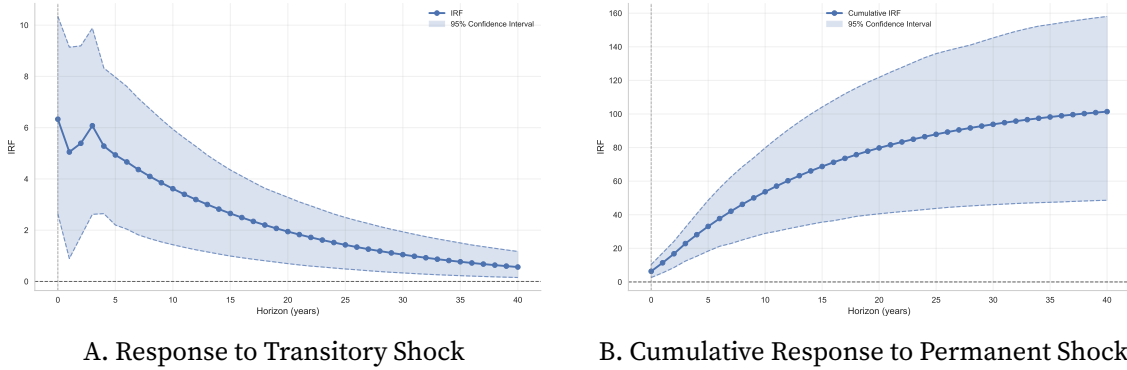 IRF
95% Confidence Interval
10
8
6
4
2
0
IRF
0 5 10 15 20 25 30 35 40
Horizon (years)
A. Response to Transitory Shock
Cumulative IRF
95% Confidence Interval
160
140
120
100
80
60
40
20
0
IRF
0 5 10 15 20 25 30 35 40
Horizon (years)
B. Cumulative Response to Permanent Shock